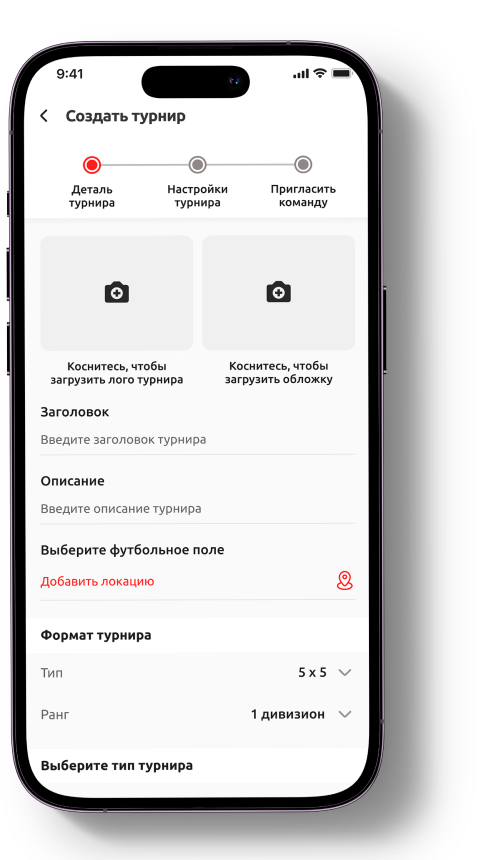 9:41
Создать турнир
Деталь
турнира
Настройки
турнира
Пригласить
команду
Коснитесь, чтобы
загрузить лого турнира
Коснитесь, чтобы
загрузить обложку
Заголовок
Введите заголовок турнира
Описание
Введите описание турнира
Выберите футбольное поле
Добавить локацию
Формат турнира
Тип 5 x 5
Ранг 1 дивизион
Выберите тип турнира